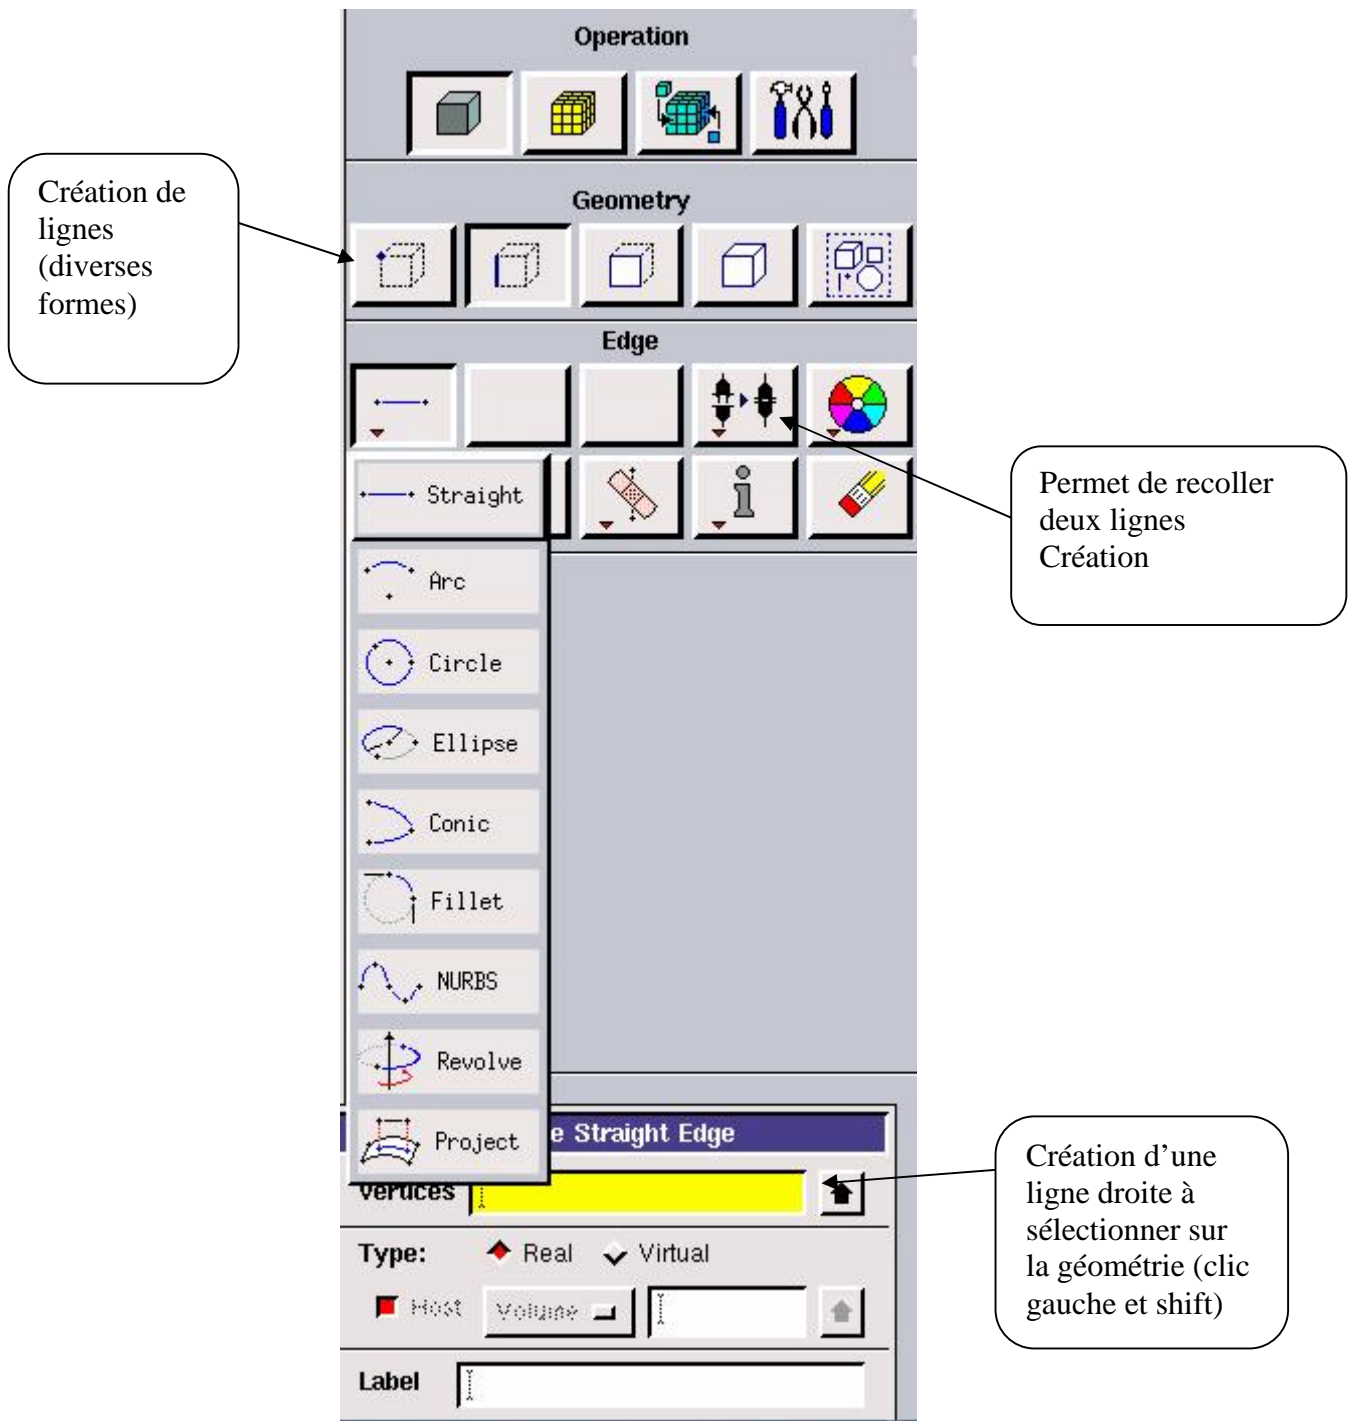 Operation
Création de
lignes
(diverses
formes)
Geometry
Edge
Straight
Arc
Circle
Ellipse
Conic
Fillet
NURBS
Revolve
Project
Permet de recoller
deux lignes
Création
e Straight Edge
Vertices
Création d’une
ligne droite à
sélectionner sur
la géométrie (clic
gauche et shift)
Type: Real Virtual
Host Volume
Label